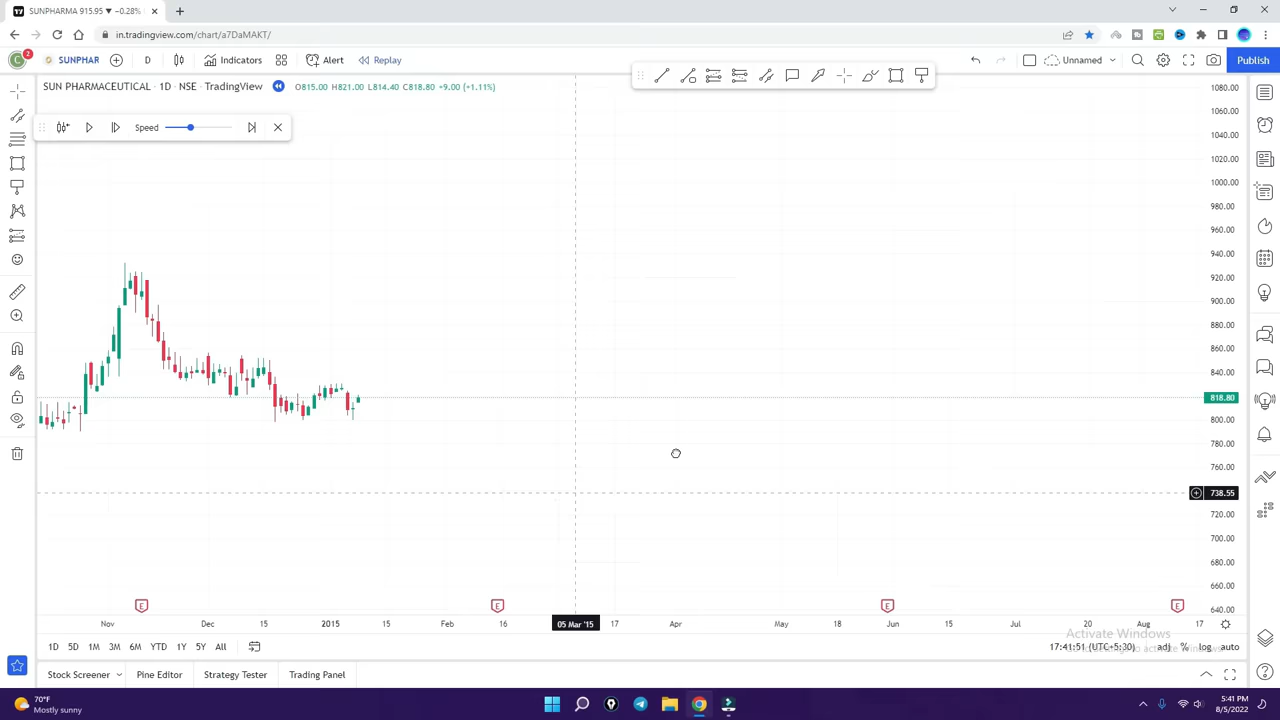 SUNPHARMA 915.95 ▼ −0.28%
in.tradingview.com/chart/a7DaMAKT/
C 2 SUNPHAR D Indicators Alert Replay Unnamed Publish
SUN PHARMACEUTICAL · 1D · NSE · TradingView O815.00 H821.00 L814.40 C818.80 +9.00 (+1.11%)
Speed
1080.00
1060.00
1040.00
1020.00
1000.00
980.00
960.00
940.00
920.00
900.00
880.00
860.00
840.00
818.80
800.00
780.00
760.00
738.55
720.00
700.00
680.00
660.00
640.00
E E E E
Nov Dec 15 2015 15 Feb 16 05 Mar '15 17 Apr 15 May 18 Jun 15 Jul 15 Aug 17
Activate Windows
1D 5D 1M 3M 6M YTD 1Y 5Y All 17:41:51 (UTC+5:30) adj % log auto
Stock Screener Pine Editor Strategy Tester Trading Panel
70°F
Mostly sunny
5:41 PM
8/5/2022